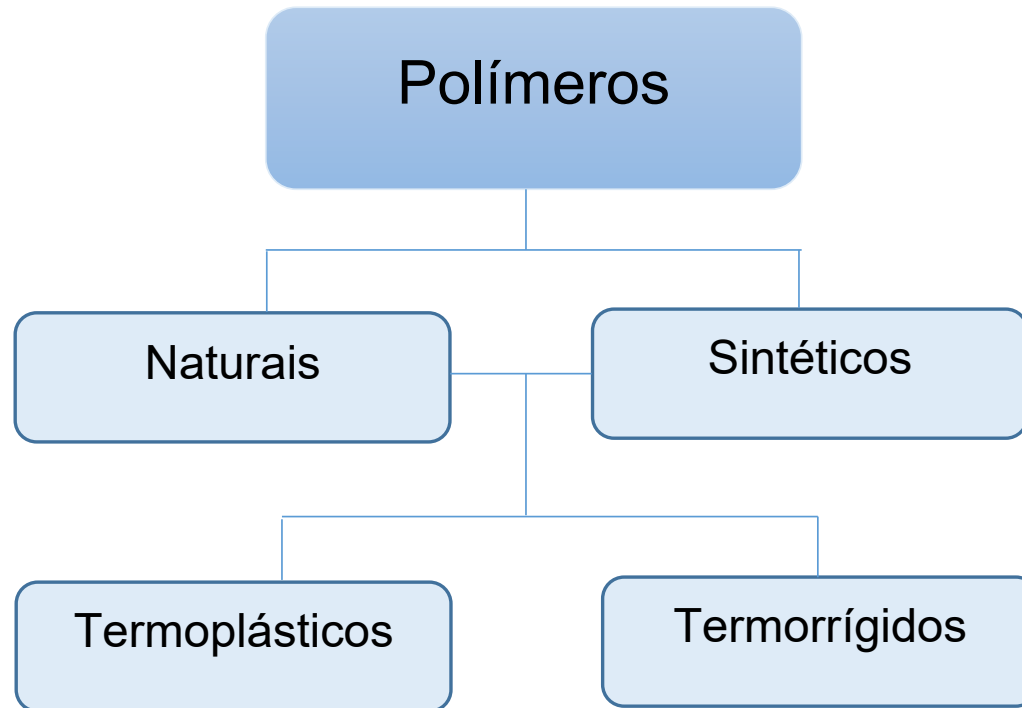 Polímeros
Naturais
Sintéticos
Termoplásticos
Termorrígidos